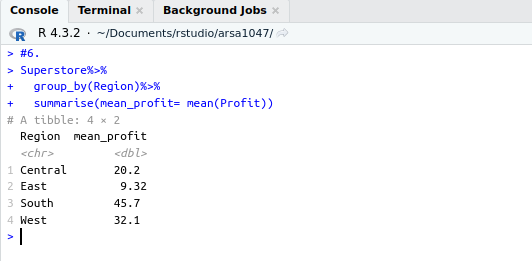 Console Terminal × Background Jobs ×
R 4.3.2 · ~/Documents/rstudio/arsa1047/
> #6.
> Superstore%>%
+   group_by(Region)%>%
+   summarise(mean_profit= mean(Profit))
# A tibble: 4 × 2
  Region  mean_profit
  <chr>         <dbl>
1 Central       20.2
2 East           9.32
3 South         45.7
4 West          32.1
>